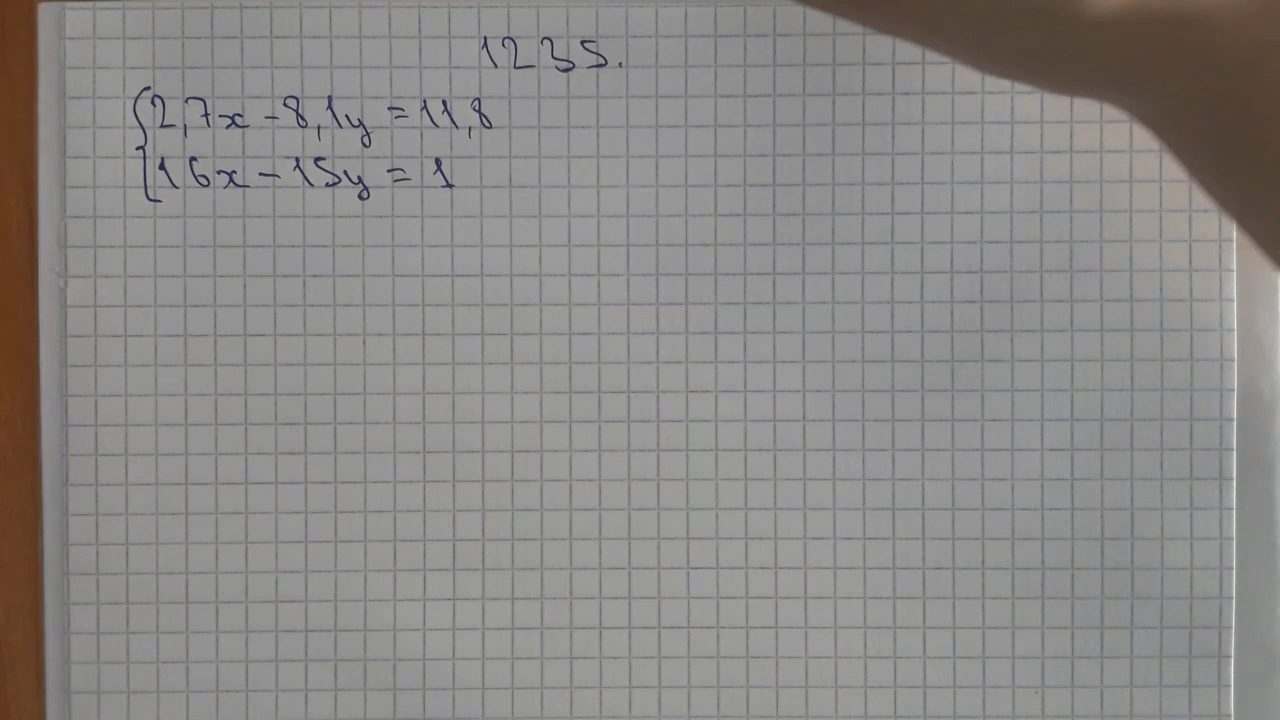 1235.
{2,7x - 8,1y = 11,8
16x - 15y = 1